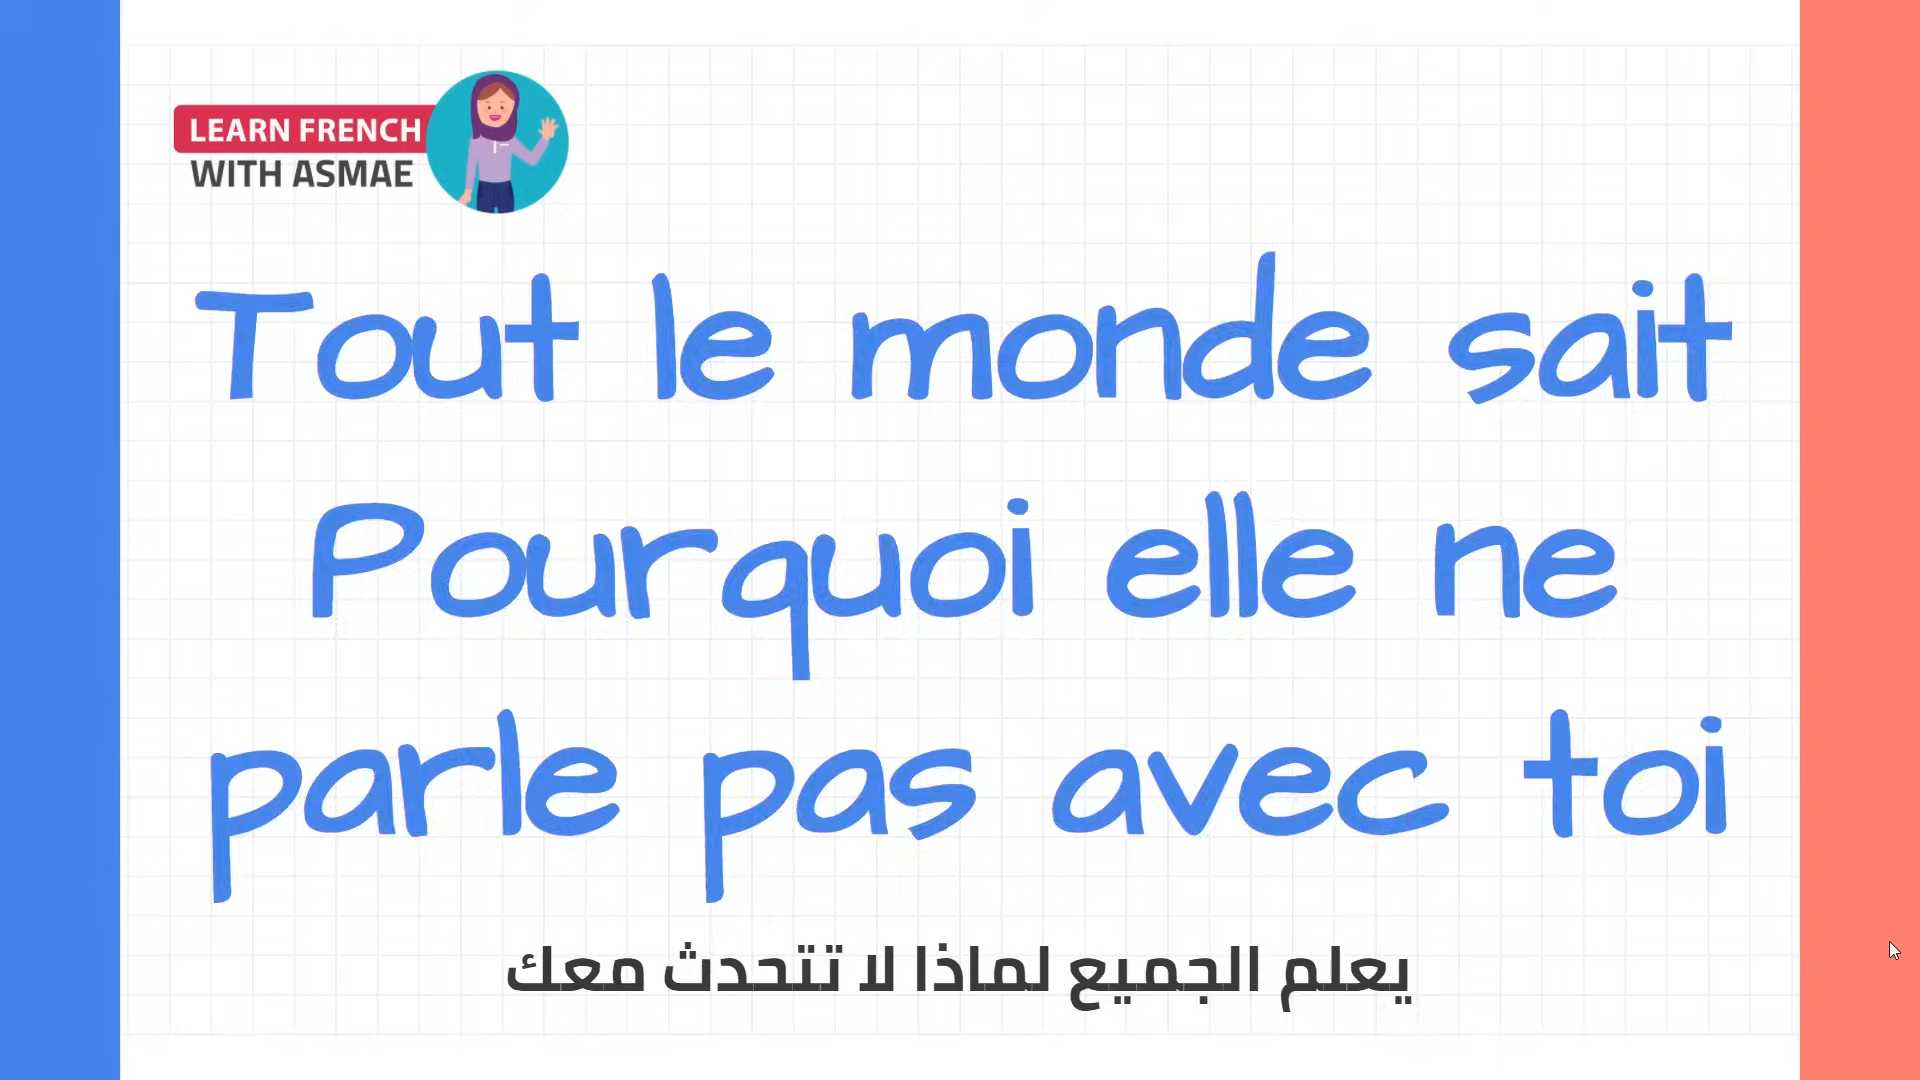 LEARN FRENCH
WITH ASMAE
Tout le monde sait
Pourquoi elle ne
parle pas avec toi
يعلم الجميع لماذا لا تتحدث معك